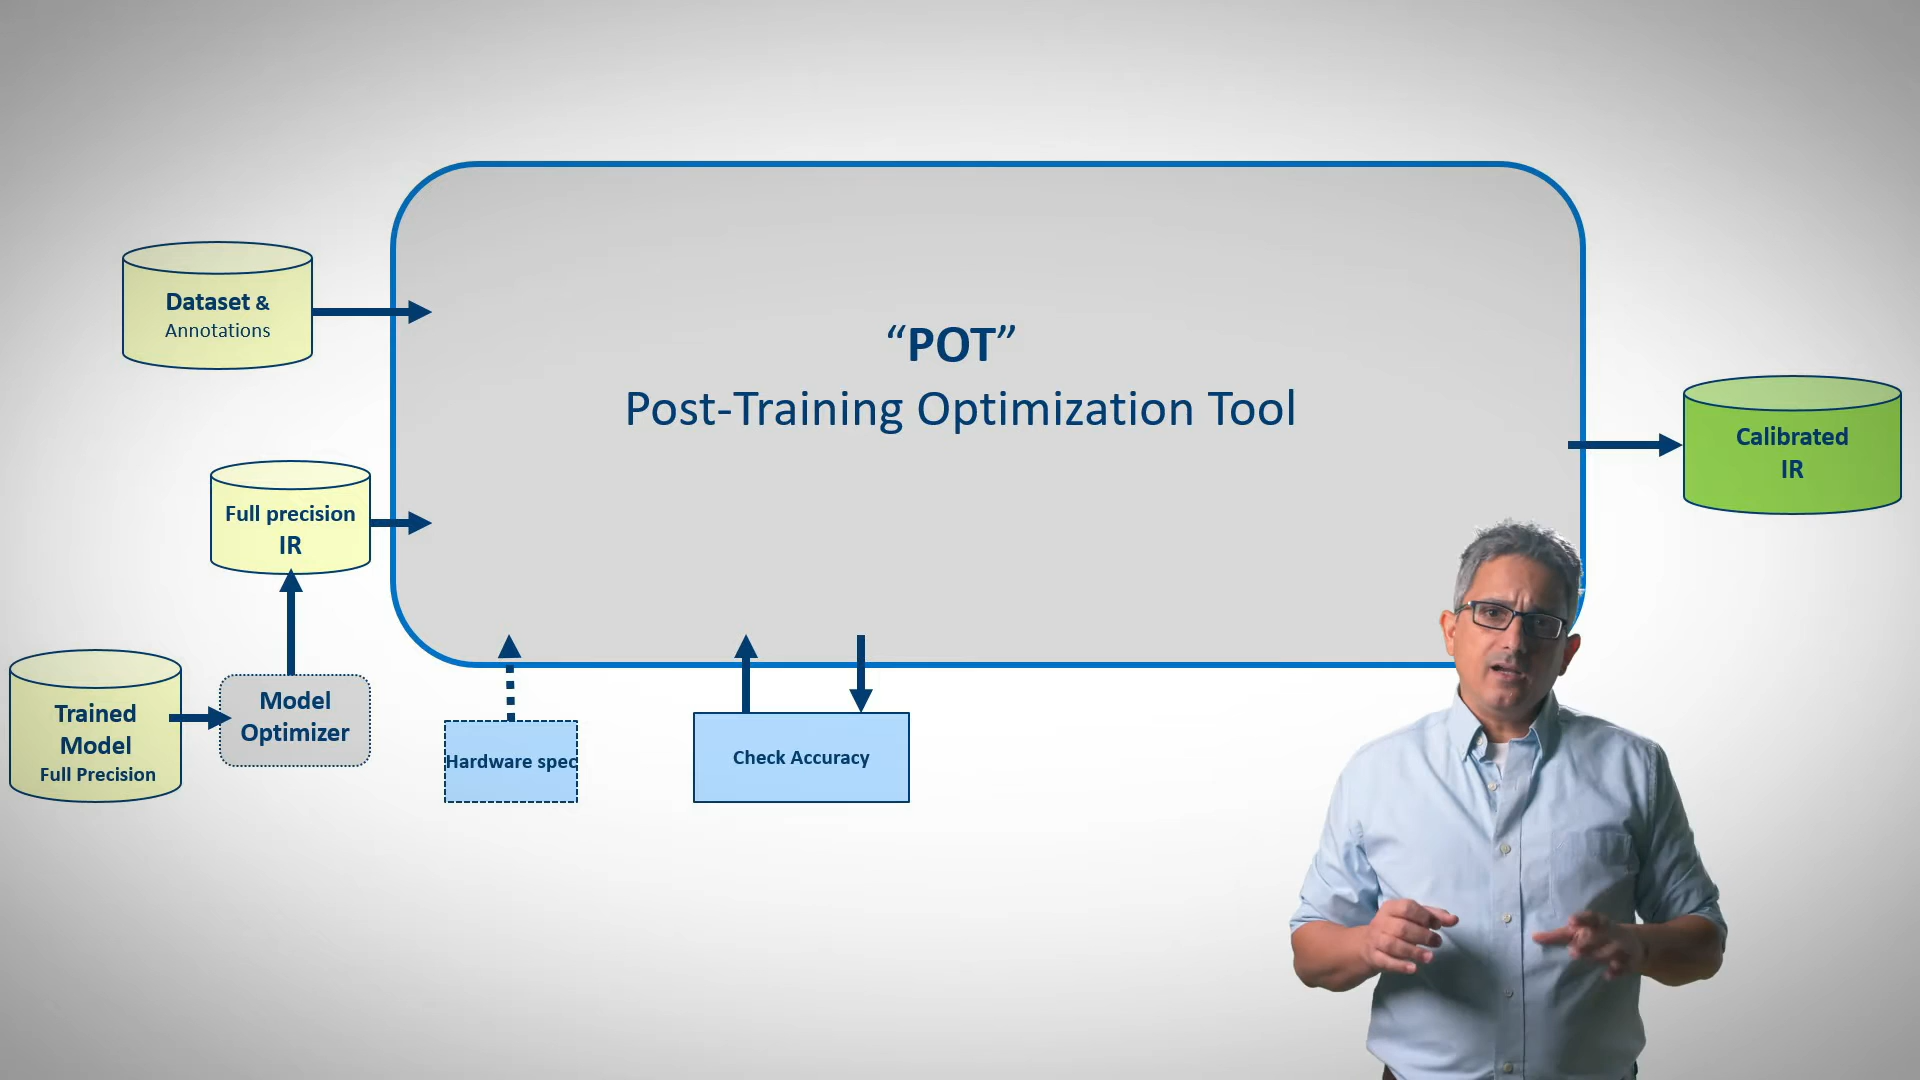 “POT”
Post-Training Optimization Tool
Dataset &
Annotations
Full precision
IR
Trained
Model
Full Precision
Model
Optimizer
Hardware spec
Check Accuracy
Calibrated
IR